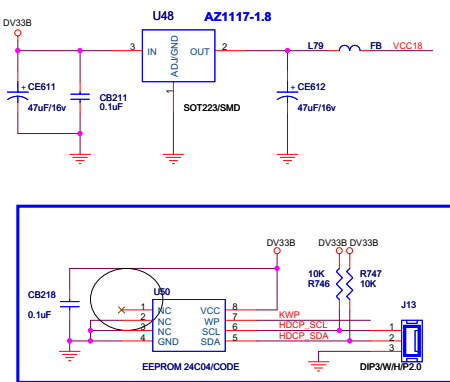 U48 AZ1117-1.8
DV33B
3 IN OUT 2
ADJ/GND
1
L79 FB VCC18
CE611
47uF/16v
CB211
0.1uF
SOT223/SMD
CE612
47uF/16v
DV33B DV33B DV33B
CB218
0.1uF
U50
10K
R746
R747
10K
1 NC VCC 8
2 NC WP 7 KWP
3 NC SCL 6 HDCP_SCL
4 GND SDA 5 HDCP_SDA
J13
1
2
3
EEPROM 24C04/CODE
DIP3/W/H/P2.0